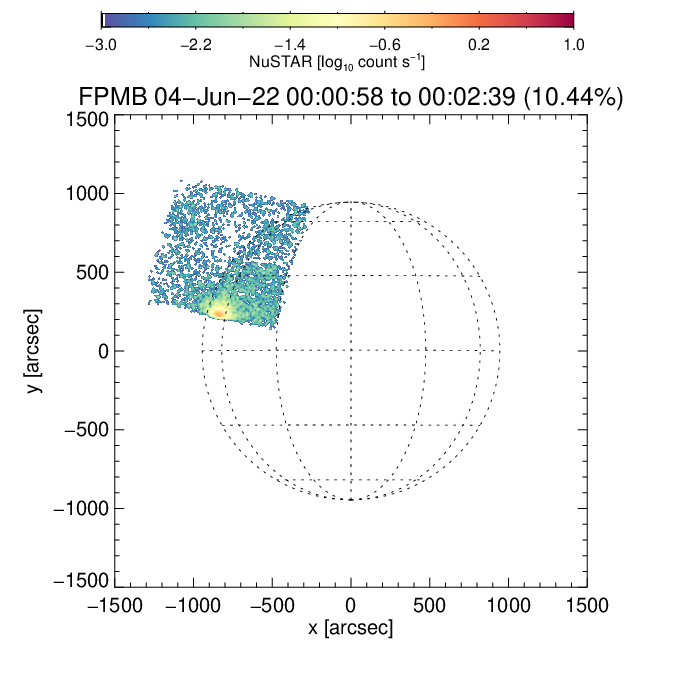 −3.0 −2.2 −1.4 −0.6 0.2 1.0
NuSTAR [log₁₀ count s⁻¹]
FPMB 04−Jun−22 00:00:58 to 00:02:39 (10.44%)
1500
1000
500
0
−500
−1000
−1500
y [arcsec]
−1500 −1000 −500 0 500 1000 1500
x [arcsec]